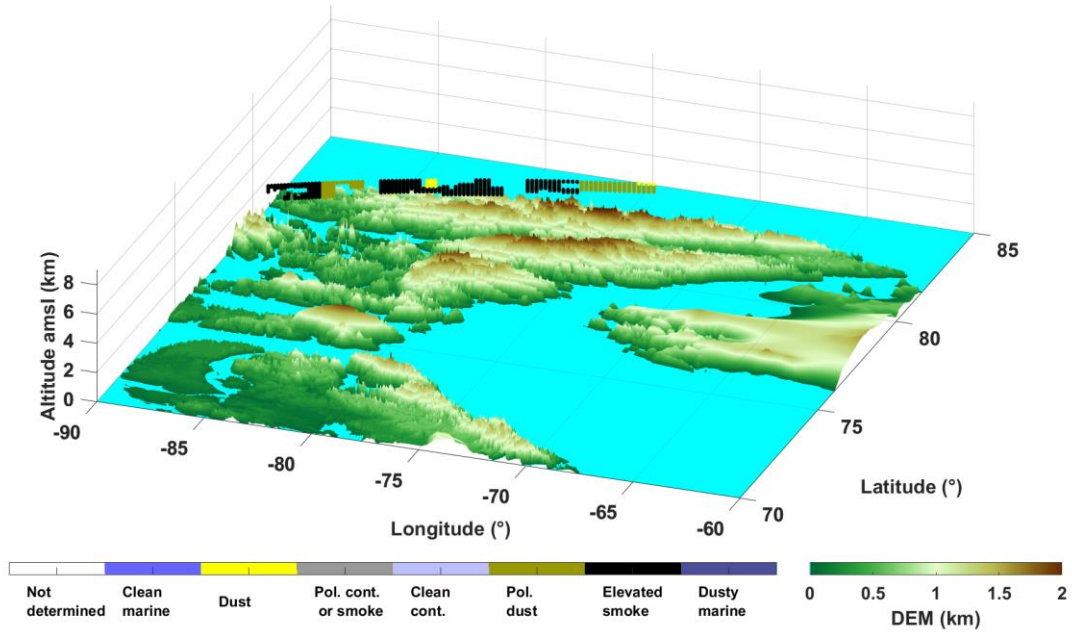 85
80
75
70
Latitude (°)
Altitude amsl (km)
8
6
4
2
0
-90
-85
-80
-75
-70
-65
-60
Longitude (°)
Not determined
Clean marine
Dust
Pol. cont. or smoke
Clean cont.
Pol. dust
Elevated smoke
Dusty marine
0 0.5 1 1.5 2
DEM (km)